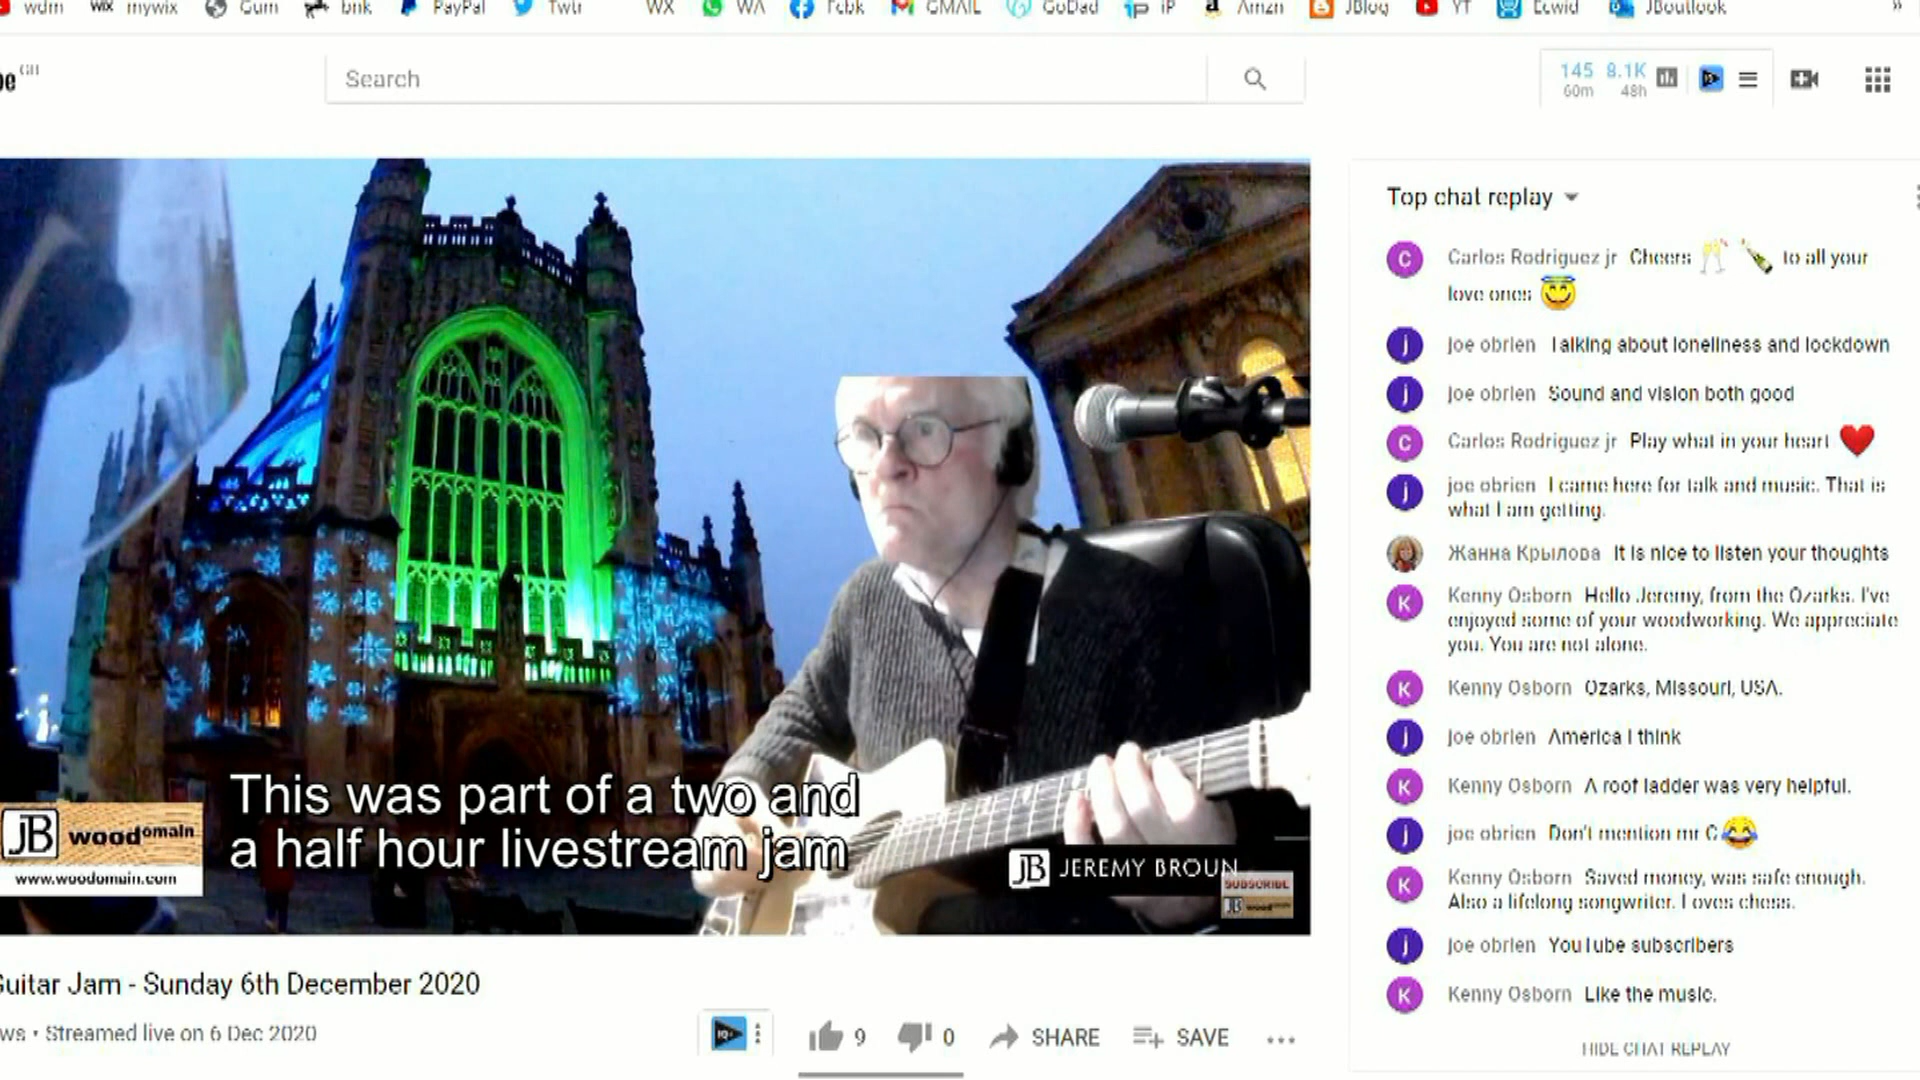 wdm mywix Gum bnk PayPal Twtr WX WA Fcbk GMAIL GoDad iP Amzn JBlog YT Ecwid JBoutlook »
Search
145 8.1K
60m 48h
Top chat replay
Carlos Rodriguez jr Cheers 🥂 🍾 to all your
love ones 😇
joe obrien Talking about loneliness and lockdown
joe obrien Sound and vision both good
Carlos Rodriguez jr Play what in your heart ❤️
joe obrien I came here for talk and music. That is
what I am getting.
Жанна Крылова It is nice to listen your thoughts
Kenny Osborn Hello Jeremy, from the Ozarks. I've
enjoyed some of your woodworking. We appreciate
you. You are not alone.
Kenny Osborn Ozarks, Missouri, USA.
joe obrien America I think
Kenny Osborn A roof ladder was very helpful.
joe obrien Don't mention mr C😂
Kenny Osborn Saved money, was safe enough.
Also a lifelong songwriter. Loves chess.
joe obrien YouTube subscribers
Kenny Osborn Like the music.
HIDE CHAT REPLAY
This was part of a two and
a half hour livestream jam
JB woodomain
www.woodomain.com
JB JEREMY BROUN
SUBSCRIBE
JB
Guitar Jam - Sunday 6th December 2020
ws • Streamed live on 6 Dec 2020
9 0 SHARE SAVE